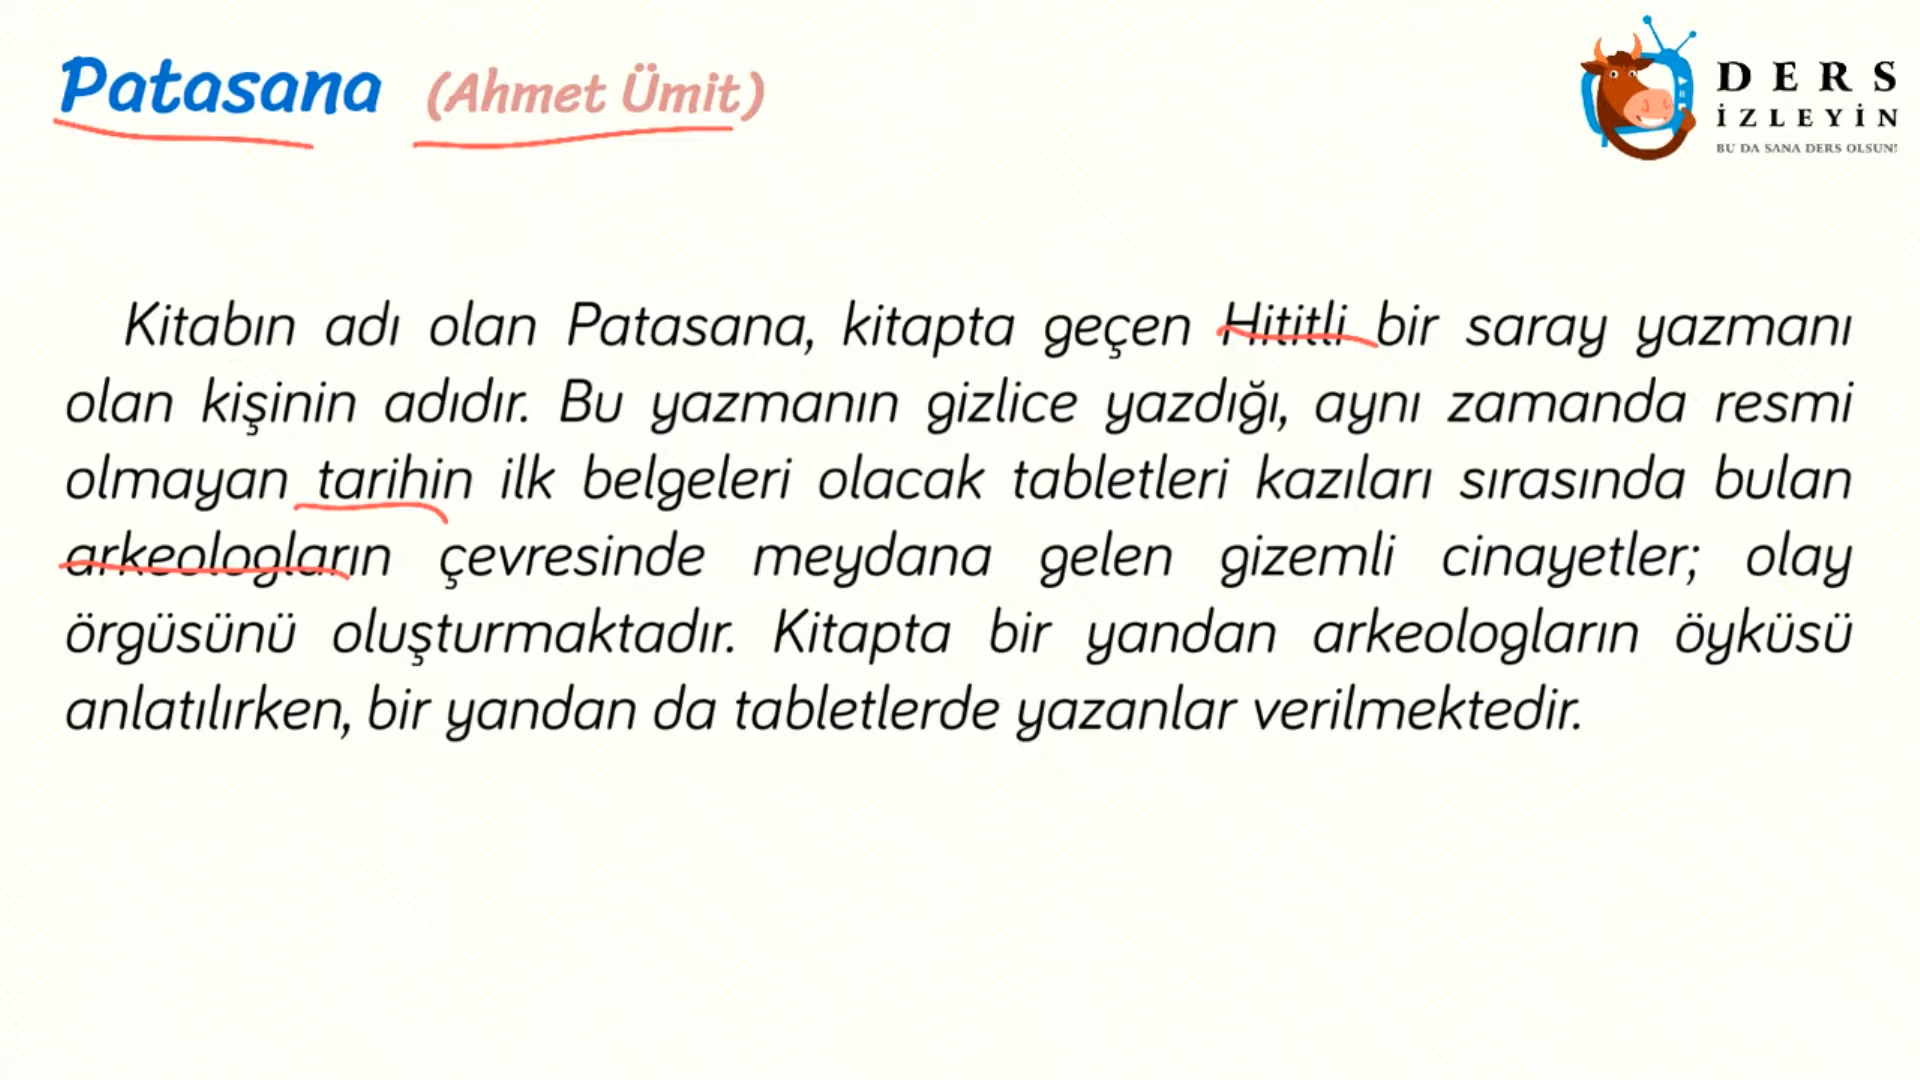 Patasana (Ahmet Ümit)
DERS
İZLEYİN
BU DA SANA DERS OLSUN!
Kitabın adı olan Patasana, kitapta geçen Hititli bir saray yazmanı
olan kişinin adıdır. Bu yazmanın gizlice yazdığı, aynı zamanda resmi
olmayan tarihin ilk belgeleri olacak tabletleri kazıları sırasında bulan
arkeologların çevresinde meydana gelen gizemli cinayetler; olay
örgüsünü oluşturmaktadır. Kitapta bir yandan arkeologların öyküsü
anlatılırken, bir yandan da tabletlerde yazanlar verilmektedir.